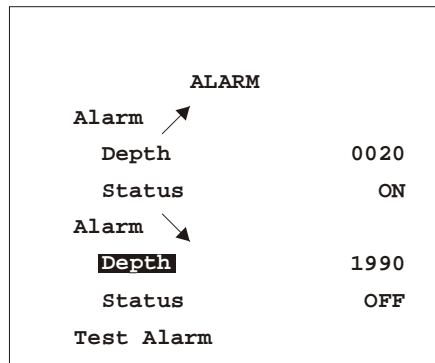 ALARM
Alarm
Depth 0020
Status ON
Alarm
Depth 1990
Status OFF
Test Alarm